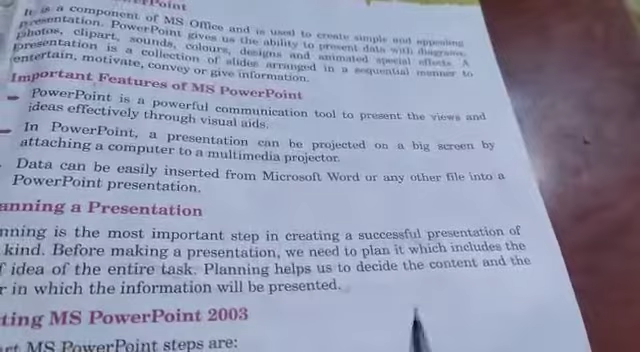 It is a component of MS Office and is used to create simple and appealing
presentation. PowerPoint gives us the ability to present data with diagrams,
photos, clipart, sounds, colours, designs and animated special effects. A
presentation is a collection of slides arranged in a sequential manner to
entertain, motivate, convey or give information.
Important Features of MS PowerPoint
PowerPoint is a powerful communication tool to present the views and
ideas effectively through visual aids.
In PowerPoint, a presentation can be projected on a big screen by
attaching a computer to a multimedia projector.
Data can be easily inserted from Microsoft Word or any other file into a
PowerPoint presentation.
anning a Presentation
nning is the most important step in creating a successful presentation of
kind. Before making a presentation, we need to plan it which includes the
f idea of the entire task. Planning helps us to decide the content and the
r in which the information will be presented.
ting MS PowerPoint 2003
MS PowerPoint steps are: